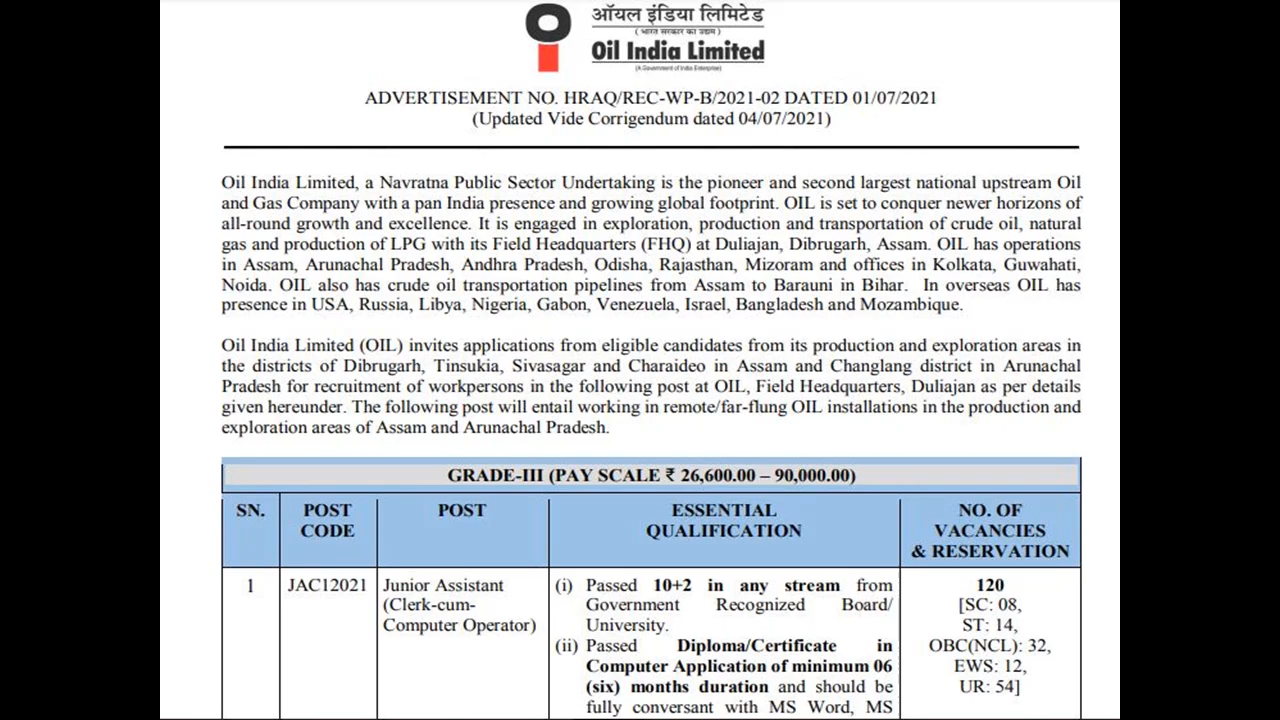 ऑयल इंडिया लिमिटेड
( भारत सरकार का उद्यम )
Oil India Limited
(A Government of India Enterprise)
ADVERTISEMENT NO. HRAQ/REC-WP-B/2021-02 DATED 01/07/2021
(Updated Vide Corrigendum dated 04/07/2021)
Oil India Limited, a Navratna Public Sector Undertaking is the pioneer and second largest national upstream Oil
and Gas Company with a pan India presence and growing global footprint. OIL is set to conquer newer horizons of
all-round growth and excellence. It is engaged in exploration, production and transportation of crude oil, natural
gas and production of LPG with its Field Headquarters (FHQ) at Duliajan, Dibrugarh, Assam. OIL has operations
in Assam, Arunachal Pradesh, Andhra Pradesh, Odisha, Rajasthan, Mizoram and offices in Kolkata, Guwahati,
Noida. OIL also has crude oil transportation pipelines from Assam to Barauni in Bihar. In overseas OIL has
presence in USA, Russia, Libya, Nigeria, Gabon, Venezuela, Israel, Bangladesh and Mozambique.
Oil India Limited (OIL) invites applications from eligible candidates from its production and exploration areas in
the districts of Dibrugarh, Tinsukia, Sivasagar and Charaideo in Assam and Changlang district in Arunachal
Pradesh for recruitment of workpersons in the following post at OIL, Field Headquarters, Duliajan as per details
given hereunder. The following post will entail working in remote/far-flung OIL installations in the production and
exploration areas of Assam and Arunachal Pradesh.
GRADE-III (PAY SCALE ₹ 26,600.00 – 90,000.00)
SN.
POST
CODE
POST
ESSENTIAL
QUALIFICATION
NO. OF
VACANCIES
& RESERVATION
1
JAC12021
Junior Assistant
(Clerk-cum-
Computer Operator)
(i) Passed 10+2 in any stream from
Government Recognized Board/
University.
(ii) Passed Diploma/Certificate in
Computer Application of minimum 06
(six) months duration and should be
fully conversant with MS Word, MS
120
[SC: 08,
ST: 14,
OBC(NCL): 32,
EWS: 12,
UR: 54]